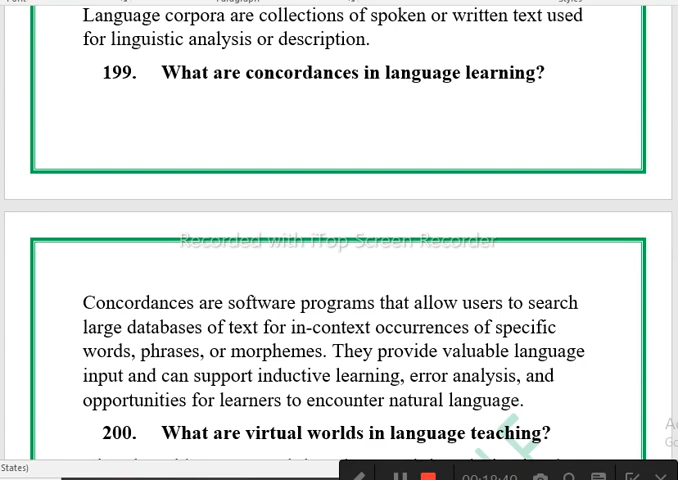 Paragraph
Styles
Language corpora are collections of spoken or written text used
for linguistic analysis or description.
199. What are concordances in language learning?
Recorded with iTop Screen Recorder
Concordances are software programs that allow users to search
large databases of text for in-context occurrences of specific
words, phrases, or morphemes. They provide valuable language
input and can support inductive learning, error analysis, and
opportunities for learners to encounter natural language.
200. What are virtual worlds in language teaching?
States)